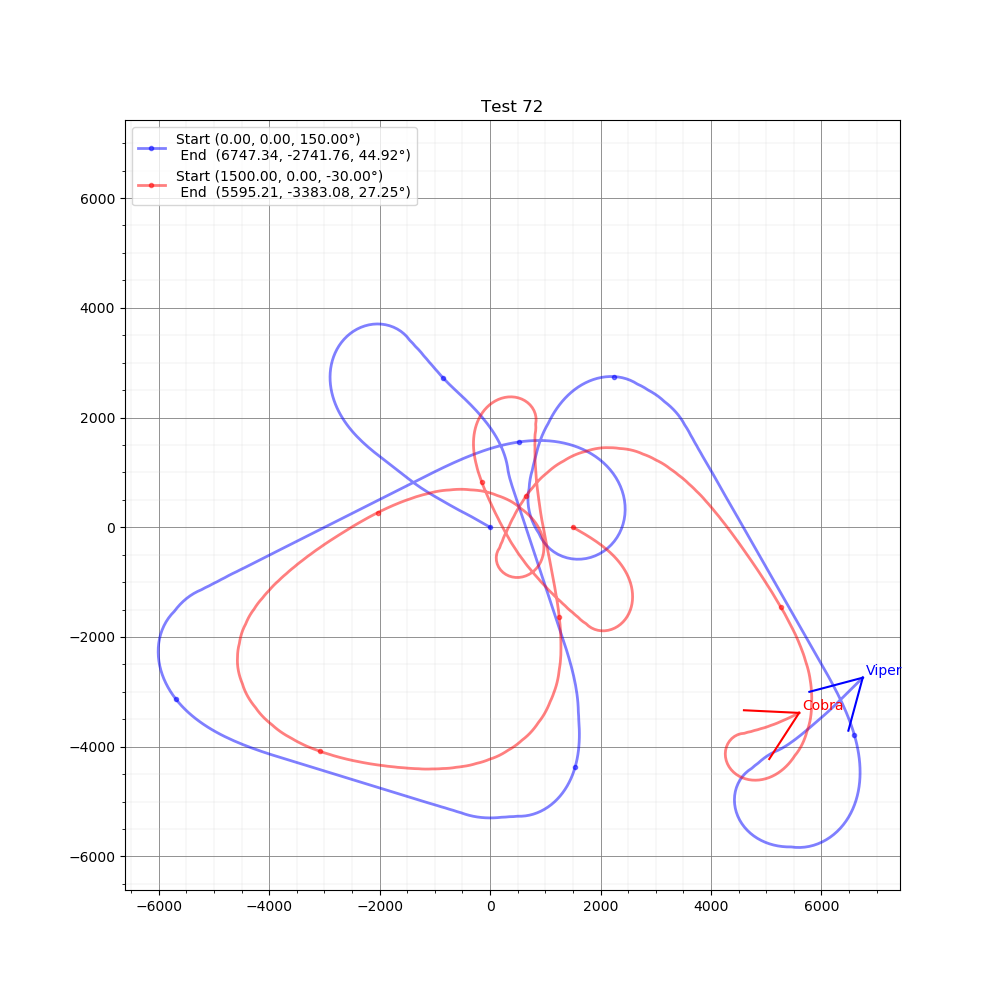 Test 72
Start (0.00, 0.00, 150.00°)
End  (6747.34, -2741.76, 44.92°)
Start (1500.00, 0.00, -30.00°)
End  (5595.21, -3383.08, 27.25°)
6000
4000
2000
0
−2000
−4000
−6000
Viper
Cobra
−6000 −4000 −2000 0 2000 4000 6000